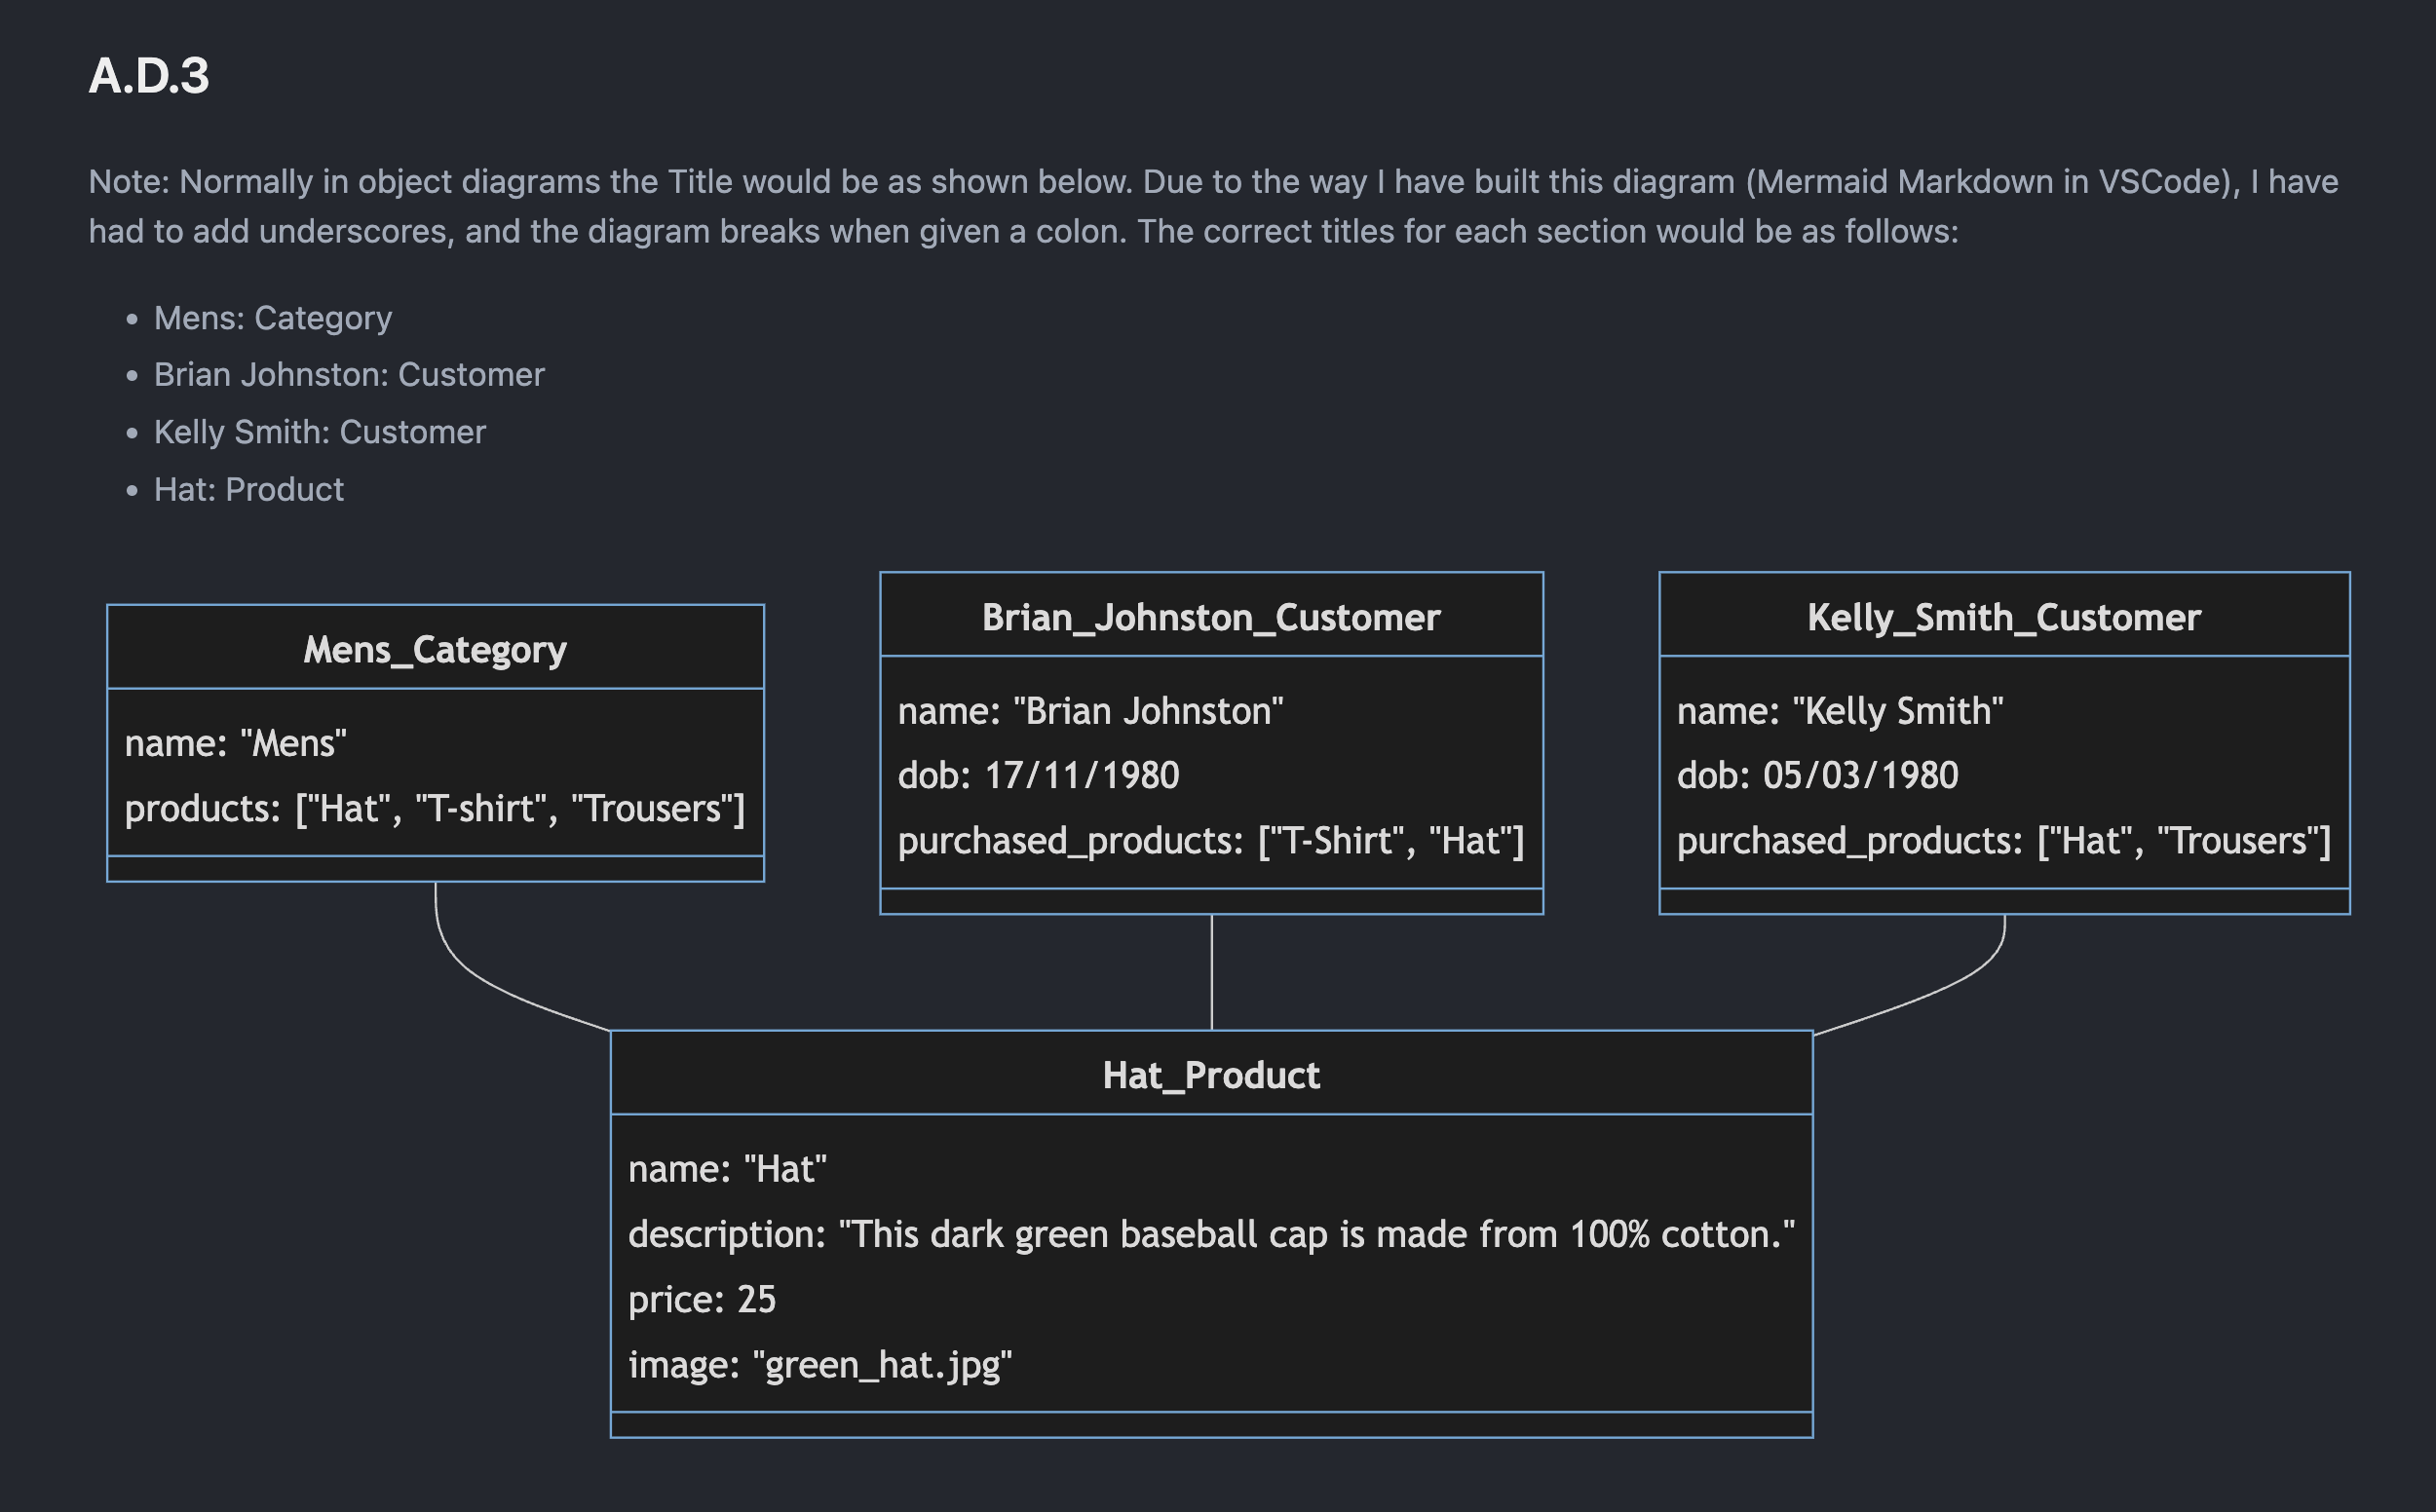 A.D.3
Note: Normally in object diagrams the Title would be as shown below. Due to the way I have built this diagram (Mermaid Markdown in VSCode), I have
had to add underscores, and the diagram breaks when given a colon. The correct titles for each section would be as follows:
• Mens: Category
• Brian Johnston: Customer
• Kelly Smith: Customer
• Hat: Product
Mens_Category
name: "Mens"
products: ["Hat", "T-shirt", "Trousers"]
Brian_Johnston_Customer
name: "Brian Johnston"
dob: 17/11/1980
purchased_products: ["T-Shirt", "Hat"]
Kelly_Smith_Customer
name: "Kelly Smith"
dob: 05/03/1980
purchased_products: ["Hat", "Trousers"]
Hat_Product
name: "Hat"
description: "This dark green baseball cap is made from 100% cotton."
price: 25
image: "green_hat.jpg"